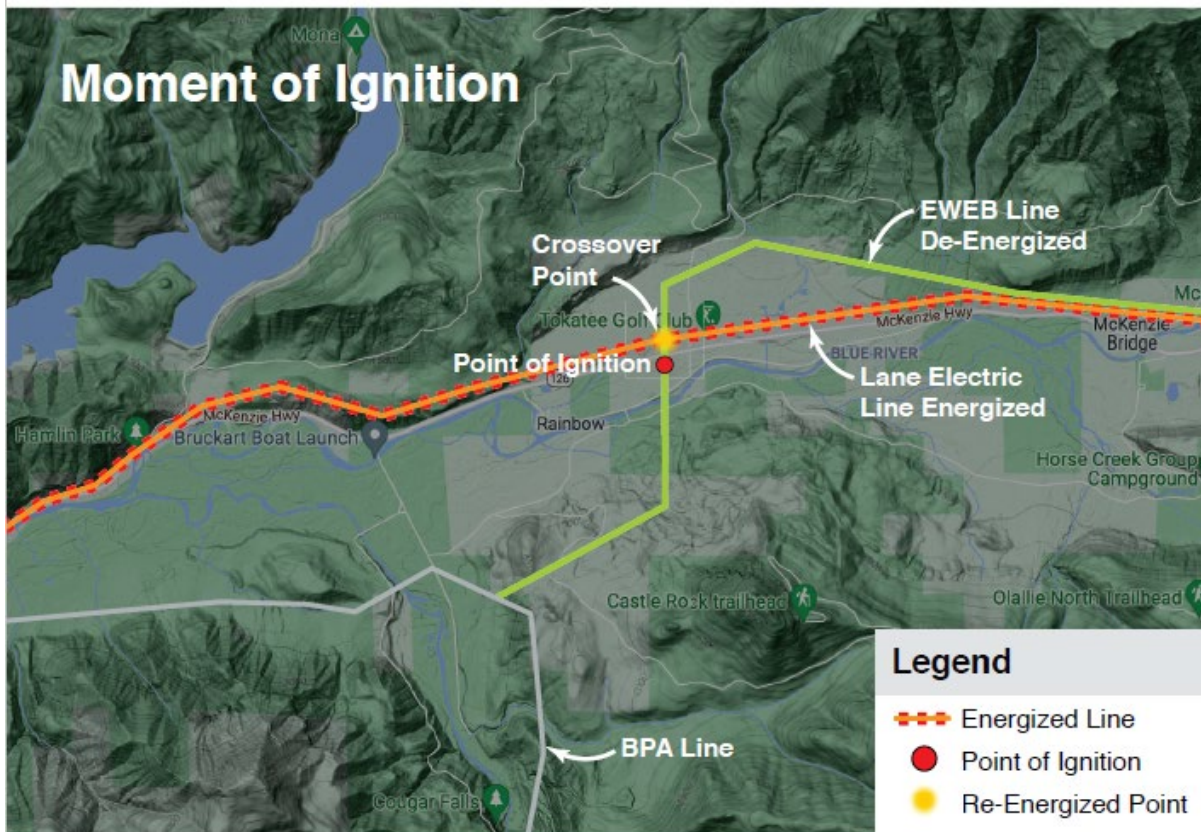 Mona
Moment of Ignition
EWEB Line
De-Energized
Crossover
Point
Tokatee Golf Club
McKenzie Hwy
Mc
McKenzie
Bridge
Point of Ignition
BLUE RIVER
126
Lane Electric
Line Energized
McKenzie Hwy
Rainbow
Hamlin Park
Bruckart Boat Launch
Horse Creek Group
Campground
Castle Rock trailhead
Olallie North Trailhead
BPA Line
Cougar Falls
Legend
Energized Line
Point of Ignition
Re-Energized Point